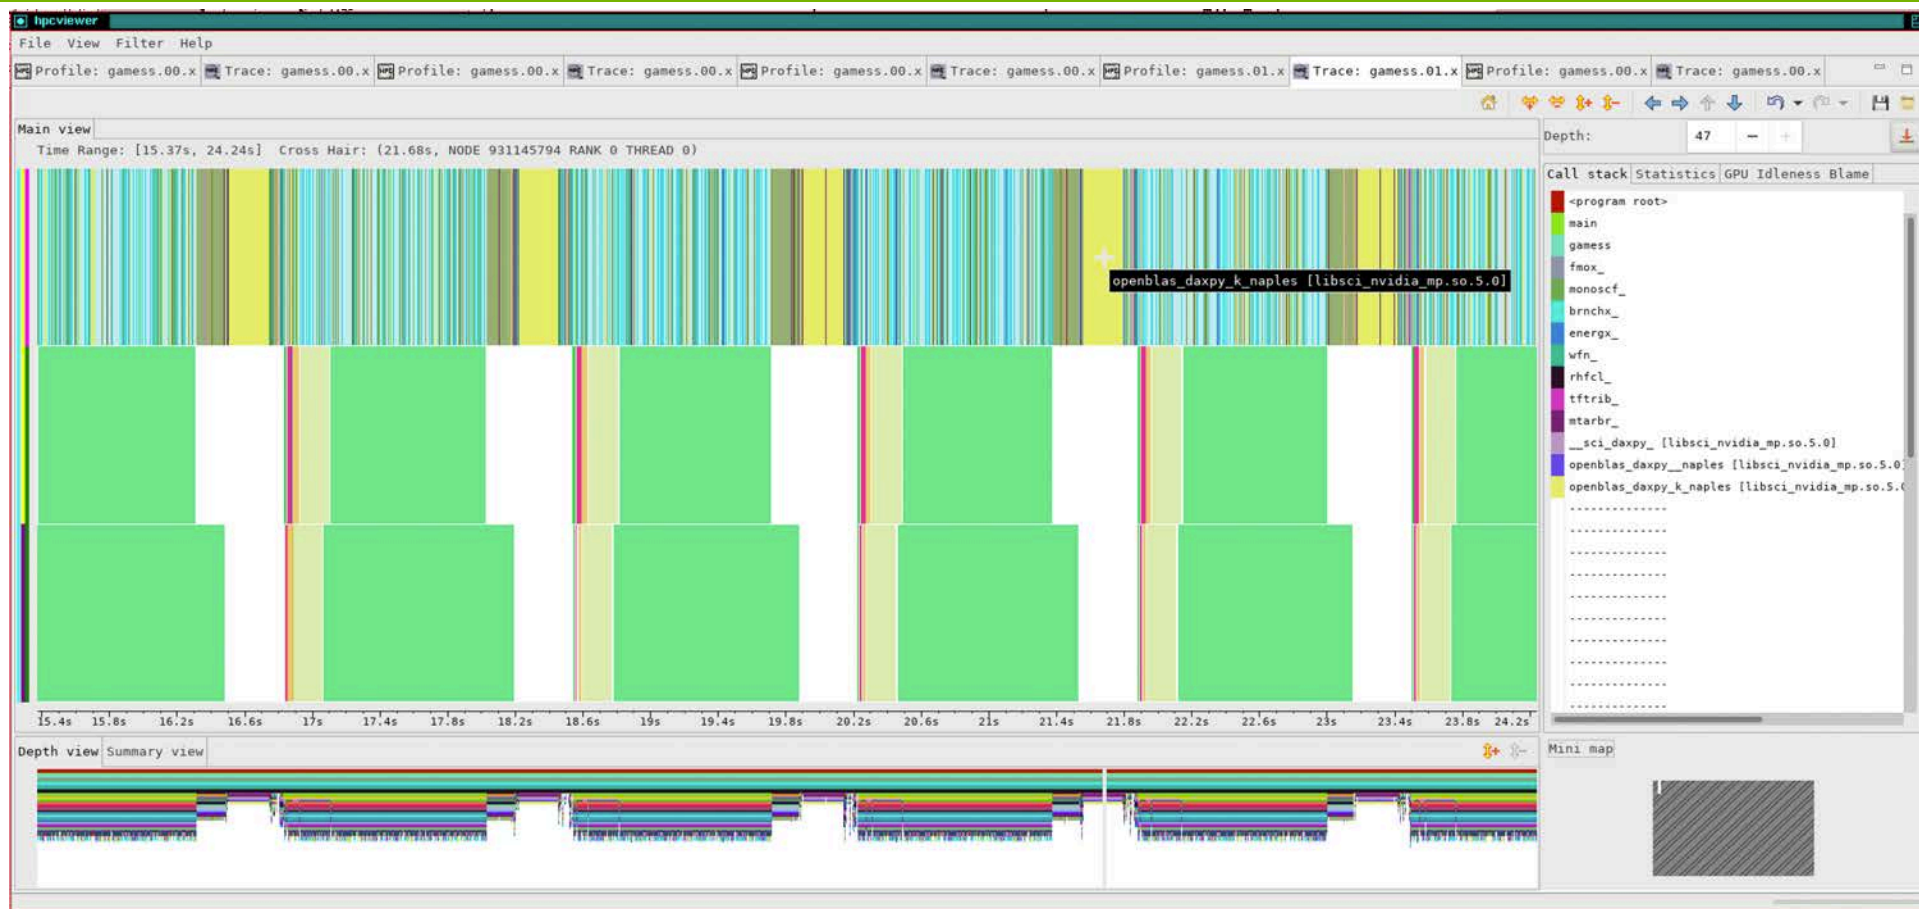 hpcviewer
File View Filter Help
Profile: gamess.00.x Trace: gamess.00.x Profile: gamess.00.x Trace: gamess.00.x Profile: gamess.00.x Trace: gamess.00.x Profile: gamess.01.x Trace: gamess.01.x Profile: gamess.00.x Trace: gamess.00.x
Main view
Time Range: [15.37s, 24.24s] Cross Hair: (21.68s, NODE 931145794 RANK 0 THREAD 0)
openblas_daxpy_k_naples [libsci_nvidia_mp.so.5.0]
15.4s 15.8s 16.2s 16.6s 17s 17.4s 17.8s 18.2s 18.6s 19s 19.4s 19.8s 20.2s 20.6s 21s 21.4s 21.8s 22.2s 22.6s 23s 23.4s 23.8s 24.2s
Depth: 47 − +
Call stack Statistics GPU Idleness Blame
<program root>
main
gamess
fmox_
monoscf_
brnchx_
energx_
wfn_
rhfcl_
tftrib_
mtarbr_
__sci_daxpy_ [libsci_nvidia_mp.so.5.0]
openblas_daxpy__naples [libsci_nvidia_mp.so.5.0
openblas_daxpy_k_naples [libsci_nvidia_mp.so.5.0
--------------
--------------
--------------
--------------
--------------
--------------
--------------
--------------
--------------
--------------
Depth view Summary view
Mini map